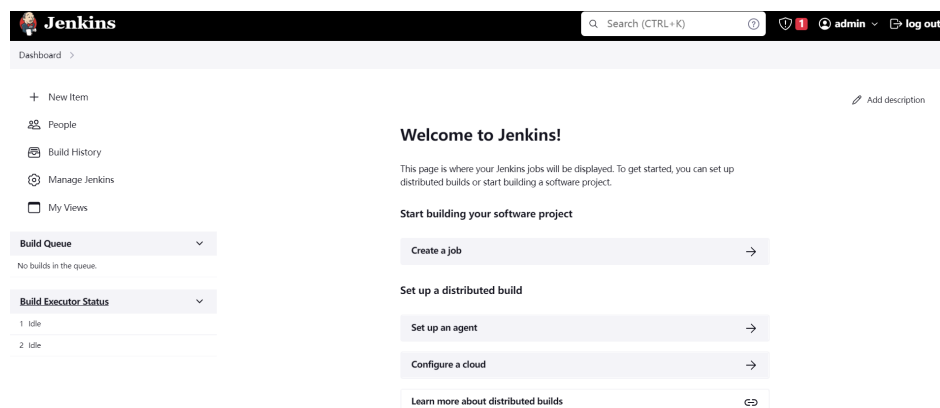 Jenkins
Search (CTRL+K)
1
admin
log out
Dashboard >
New Item
People
Build History
Manage Jenkins
My Views
Build Queue
No builds in the queue.
Build Executor Status
1 Idle
2 Idle
Add description
Welcome to Jenkins!
This page is where your Jenkins jobs will be displayed. To get started, you can set up
distributed builds or start building a software project.
Start building your software project
Create a job
Set up a distributed build
Set up an agent
Configure a cloud
Learn more about distributed builds